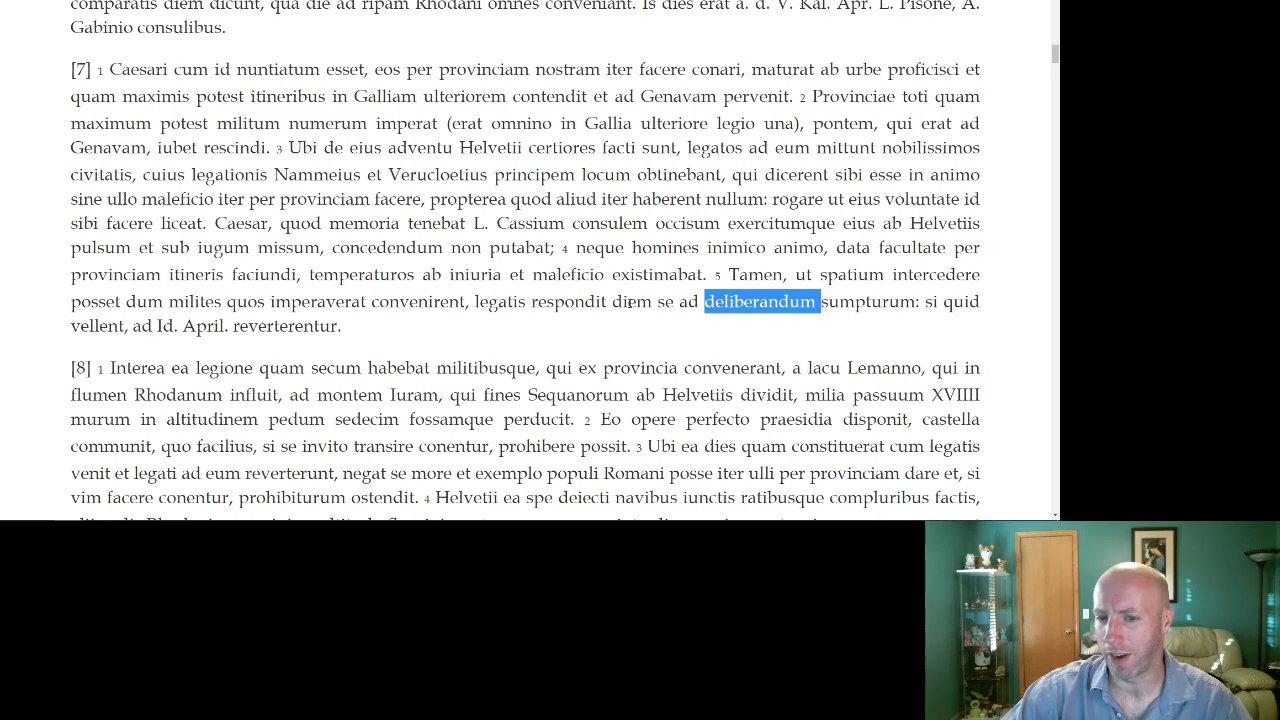 comparatis diem dicunt, qua die ad ripam Rhodani omnes conveniant. Is dies erat a. d. V. Kal. Apr. L. Pisone, A.
Gabinio consulibus.
[7] 1 Caesari cum id nuntiatum esset, eos per provinciam nostram iter facere conari, maturat ab urbe proficisci et
quam maximis potest itineribus in Galliam ulteriorem contendit et ad Genavam pervenit. 2 Provinciae toti quam
maximum potest militum numerum imperat (erat omnino in Gallia ulteriore legio una), pontem, qui erat ad
Genavam, iubet rescindi. 3 Ubi de eius adventu Helvetii certiores facti sunt, legatos ad eum mittunt nobilissimos
civitatis, cuius legationis Nammeius et Verucloetius principem locum obtinebant, qui dicerent sibi esse in animo
sine ullo maleficio iter per provinciam facere, propterea quod aliud iter haberent nullum: rogare ut eius voluntate id
sibi facere liceat. Caesar, quod memoria tenebat L. Cassium consulem occisum exercitumque eius ab Helvetiis
pulsum et sub iugum missum, concedendum non putabat; 4 neque homines inimico animo, data facultate per
provinciam itineris faciundi, temperaturos ab iniuria et maleficio existimabat. 5 Tamen, ut spatium intercedere
posset dum milites quos imperaverat convenirent, legatis respondit diem se ad deliberandum sumpturum: si quid
vellent, ad Id. April. reverterentur.
[8] 1 Interea ea legione quam secum habebat militibusque, qui ex provincia convenerant, a lacu Lemanno, qui in
flumen Rhodanum influit, ad montem Iuram, qui fines Sequanorum ab Helvetiis dividit, milia passuum XVIIII
murum in altitudinem pedum sedecim fossamque perducit. 2 Eo opere perfecto praesidia disponit, castella
communit, quo facilius, si se invito transire conentur, prohibere possit. 3 Ubi ea dies quam constituerat cum legatis
venit et legati ad eum reverterunt, negat se more et exemplo populi Romani posse iter ulli per provinciam dare et, si
vim facere conentur, prohibiturum ostendit. 4 Helvetii ea spe deiecti navibus iunctis ratibusque compluribus factis,